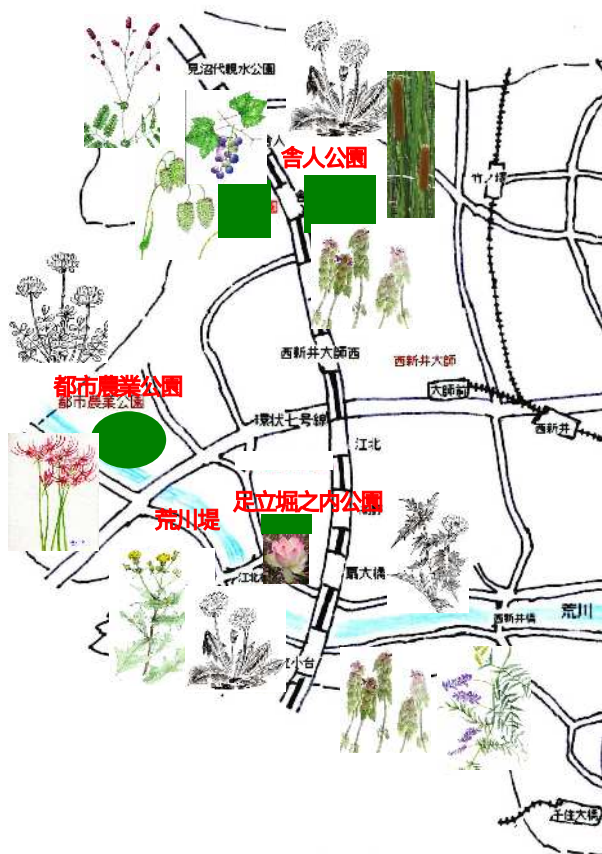 見沼代親水公園
舎人
舎人公園
竹ノ塚
西新井大師西
西新井大師
大師前
都市農業公園
都市農業公園
環状七号線
江北
西新井
足立堀之内公園
荒川堤
江北
扇大橋
荒川
西新井橋
小台
千住大橋